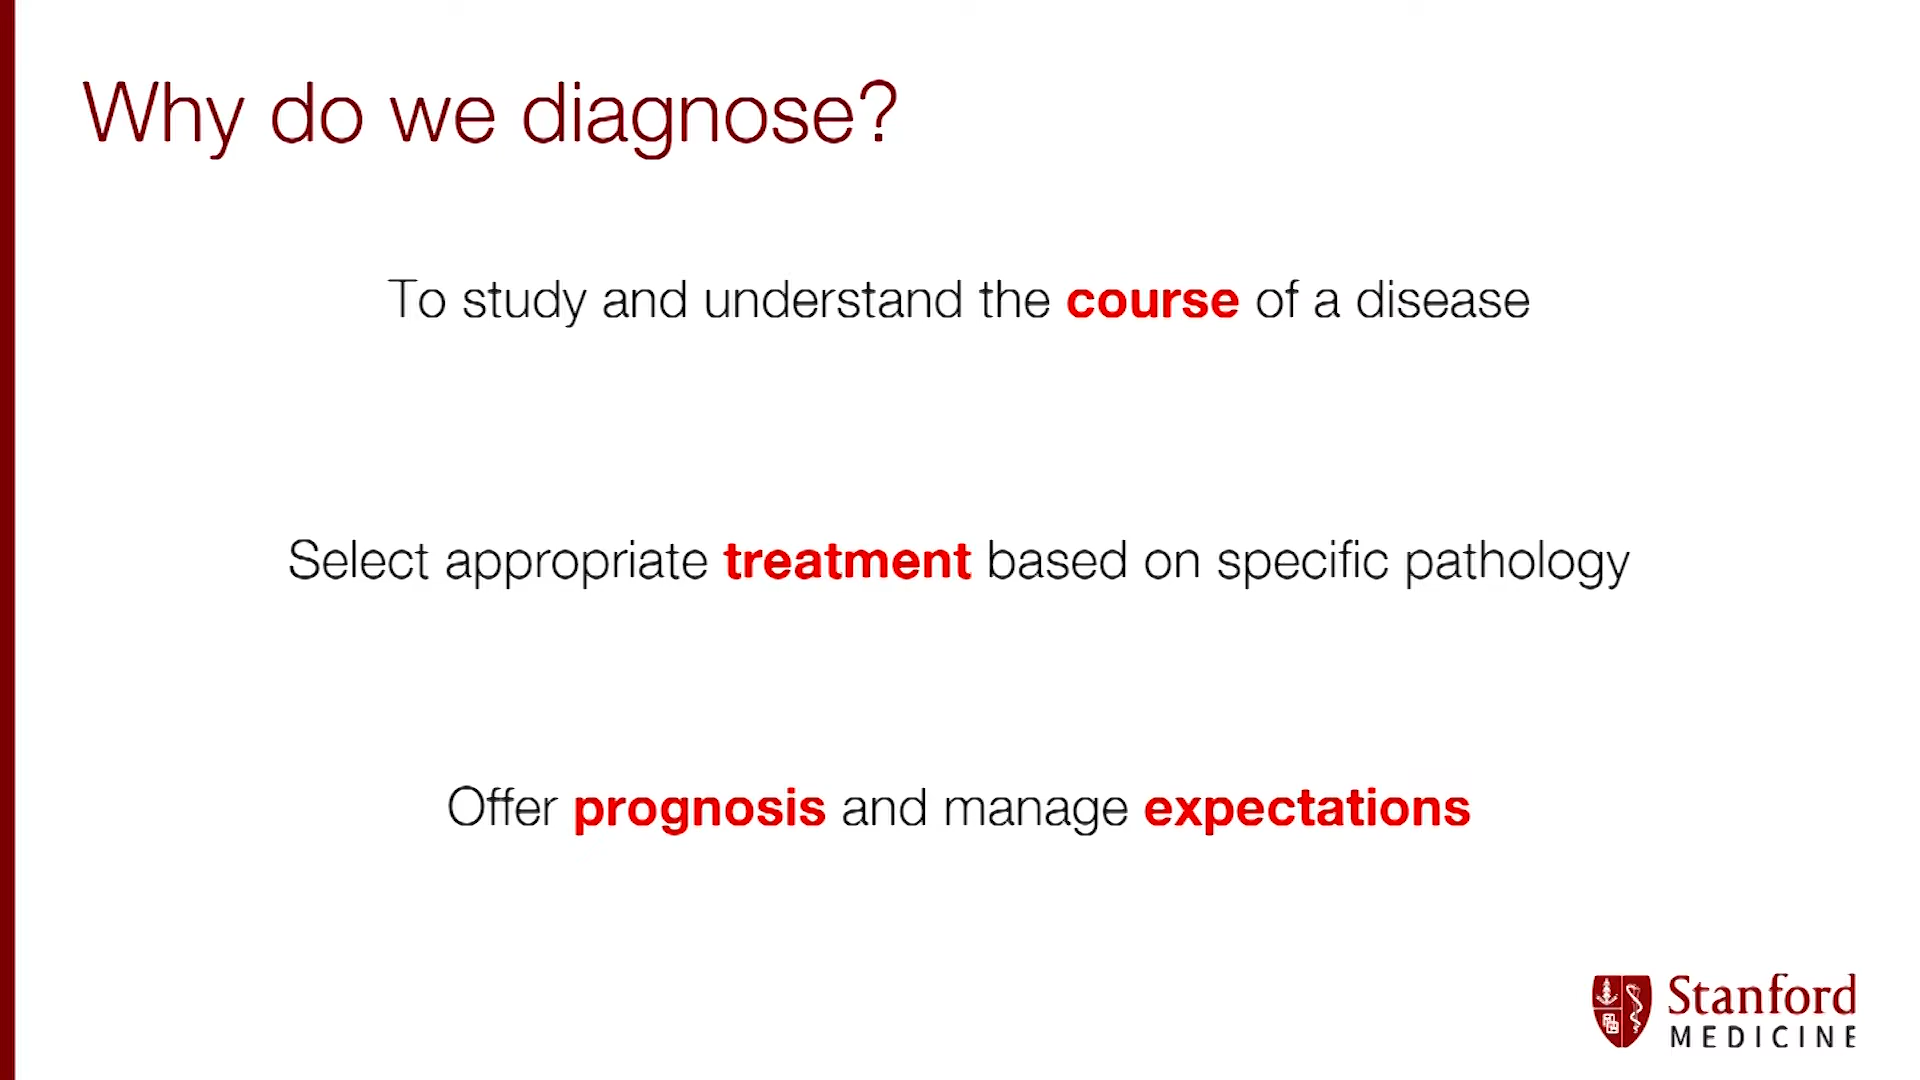 Why do we diagnose?
To study and understand the course of a disease
Select appropriate treatment based on specific pathology
Offer prognosis and manage expectations
Stanford
MEDICINE